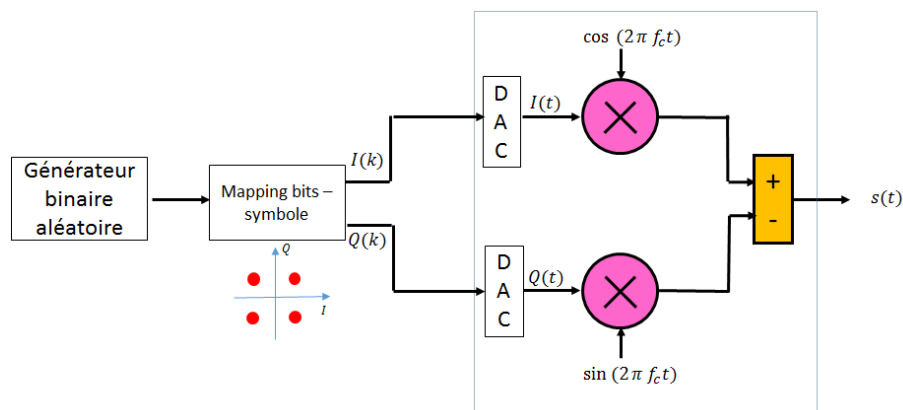 cos (2π f_c t)
D
A
C
I(t)
I(k)
Générateur
binaire
aléatoire
Mapping bits –
symbole
+
-
s(t)
Q(k)
Q
I
D
A
C
Q(t)
sin (2π f_c t)